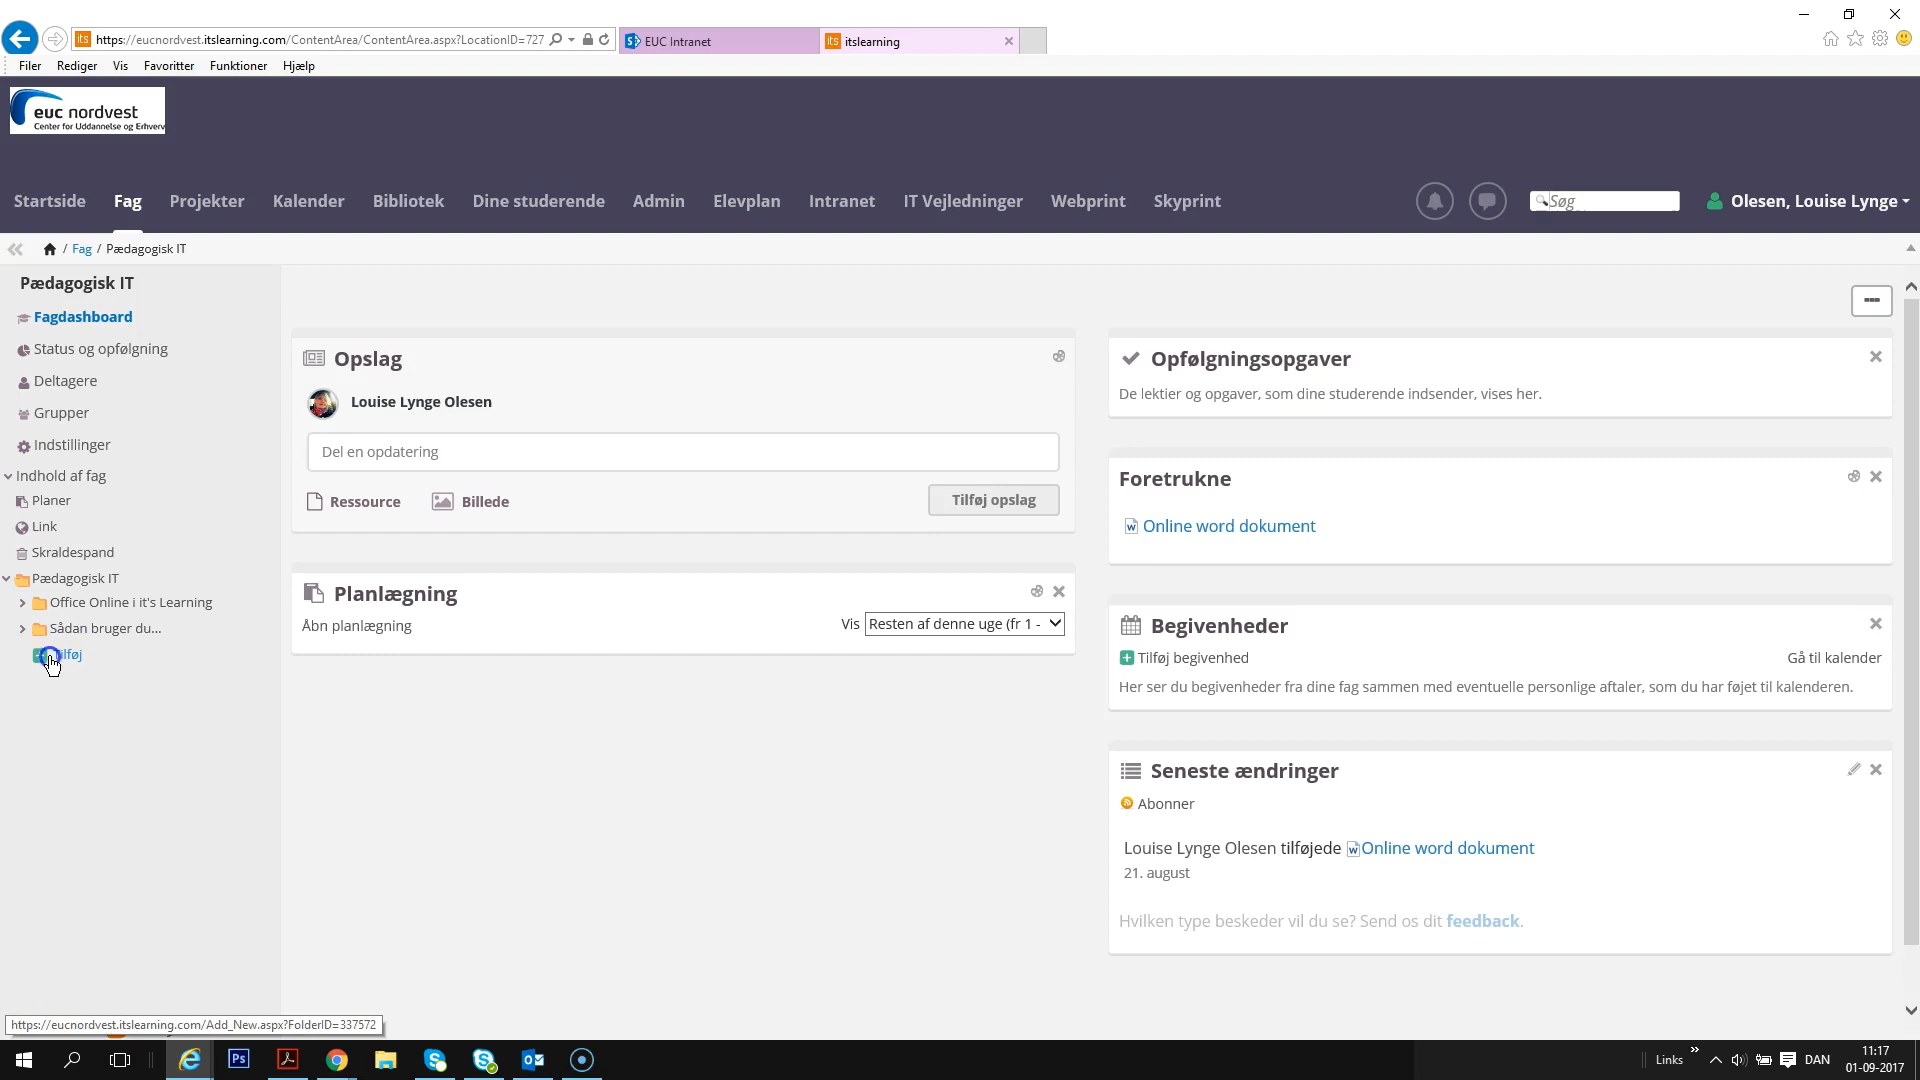 https://eucnordvest.itslearning.com/ContentArea/ContentArea.aspx?LocationID=727
EUC Intranet
itslearning
Filer Rediger Vis Favoritter Funktioner Hjælp
euc nordvest
Center for Uddannelse og Erhverv
Startside Fag Projekter Kalender Bibliotek Dine studerende Admin Elevplan Intranet IT Vejledninger Webprint Skyprint
Søg
Olesen, Louise Lynge
/ Fag / Pædagogisk IT
Pædagogisk IT
Fagdashboard
Status og opfølgning
Deltagere
Grupper
Indstillinger
Indhold af fag
Planer
Link
Skraldespand
Pædagogisk IT
Office Online i it's Learning
Sådan bruger du...
Opslag
Louise Lynge Olesen
Del en opdatering
Ressource Billede Tilføj opslag
Planlægning
Åbn planlægning Vis Resten af denne uge (fr 1 -
Opfølgningsopgaver
De lektier og opgaver, som dine studerende indsender, vises her.
Foretrukne
Online word dokument
Begivenheder
Tilføj begivenhed Gå til kalender
Her ser du begivenheder fra dine fag sammen med eventuelle personlige aftaler, som du har føjet til kalenderen.
Seneste ændringer
Abonner
Louise Lynge Olesen tilføjede Online word dokument
21. august
Hvilken type beskeder vil du se? Send os dit feedback.
https://eucnordvest.itslearning.com/Add_New.aspx?FolderID=337572
Links
DAN
11:17
01-09-2017